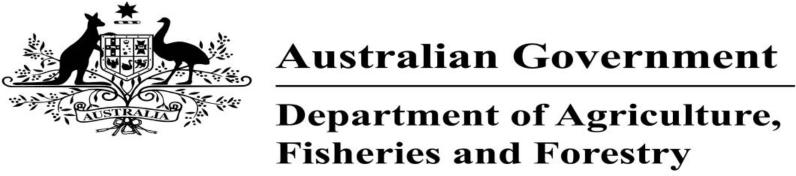 AUSTRALIA
Australian Government
Department of Agriculture,
Fisheries and Forestry